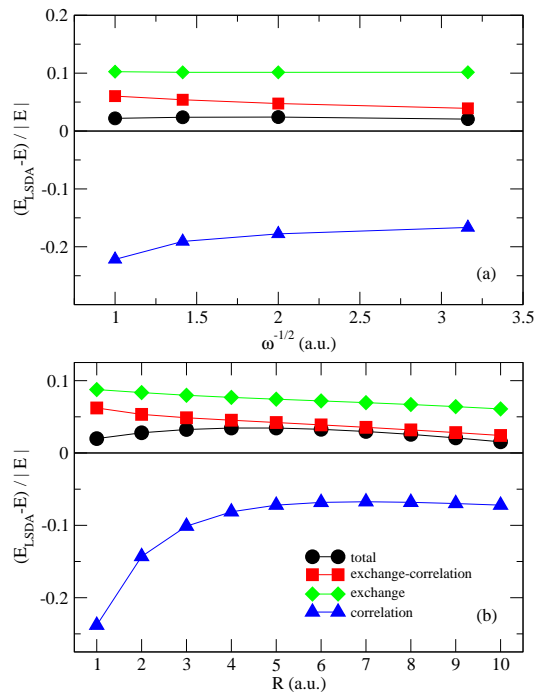 0.1
0
-0.1
-0.2
(E_LSDA-E) / | E |
(a)
1 1.5 2 2.5 3 3.5
ω^-1/2 (a.u.)
0.1
0
-0.1
-0.2
(E_LSDA-E) / | E |
total
exchange-correlation
exchange
correlation
(b)
1 2 3 4 5 6 7 8 9 10
R (a.u.)